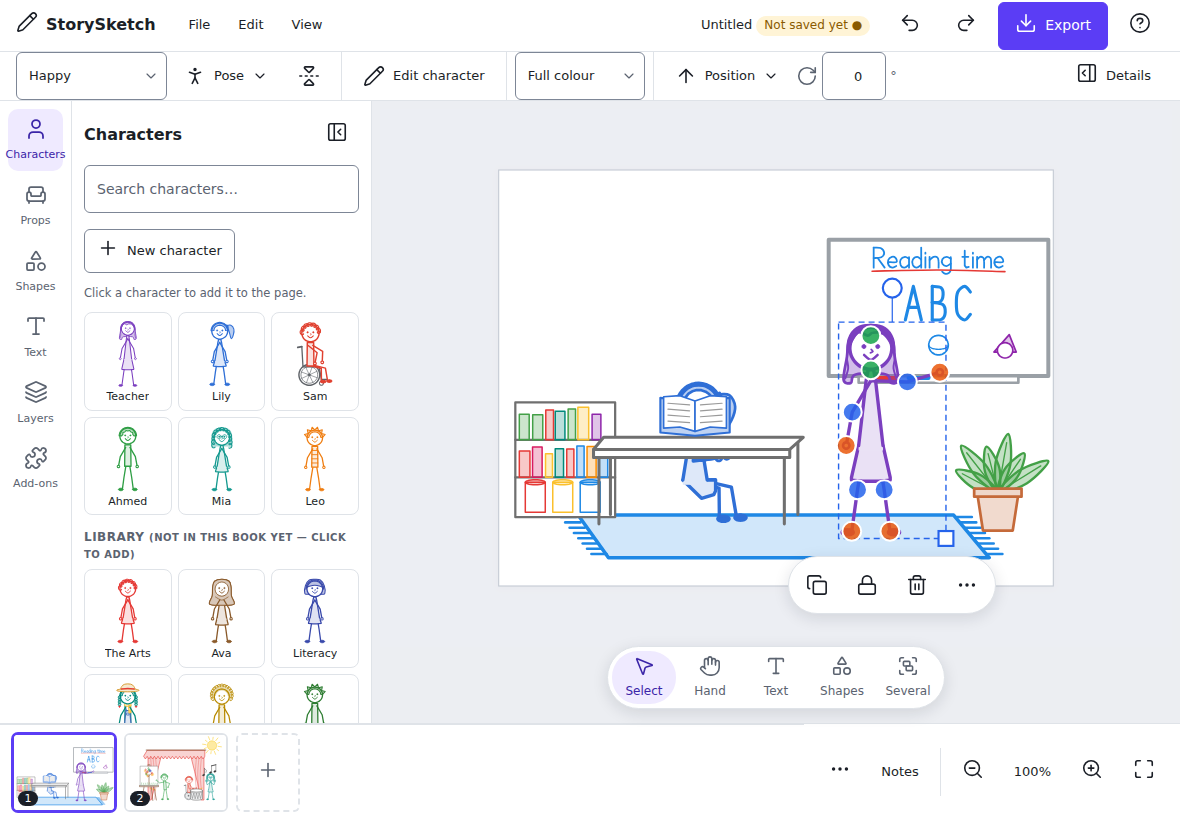 StorySketch
File
Edit
View
Untitled
Not saved yet
Export
Happy
Pose
Edit character
Full colour
Position
0
°
Details
Characters
Props
Shapes
Text
Layers
Add-ons
Characters
Search characters…
New character
Click a character to add it to the page.
Teacher
Lily
Sam
Ahmed
Mia
Leo
LIBRARY (NOT IN THIS BOOK YET — CLICK
TO ADD)
The Arts
Ava
Literacy
Reading time
ABC
Select
Hand
Text
Shapes
Several
Reading time
ABC
1
2
Notes
100%